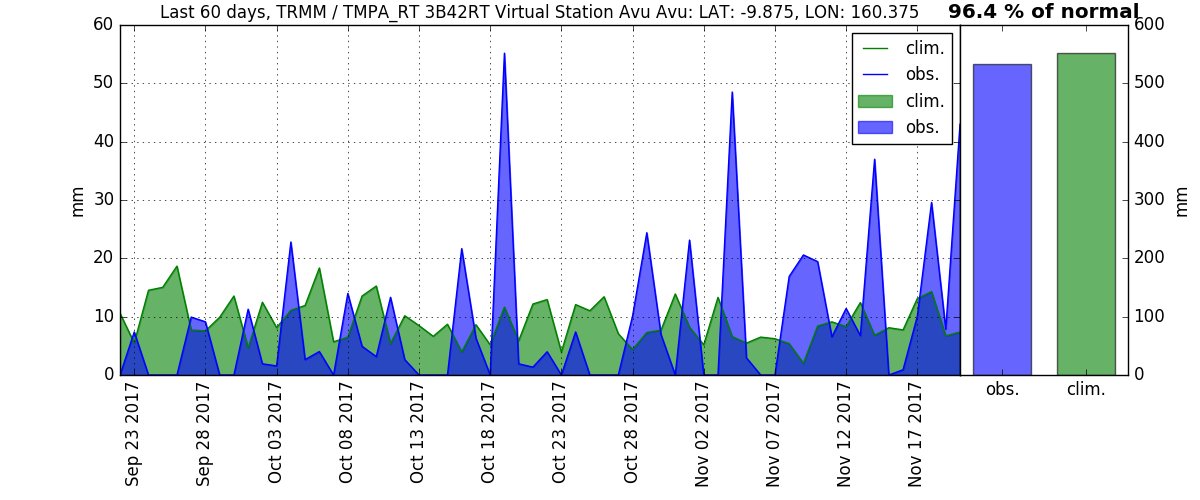 Last 60 days, TRMM / TMPA_RT 3B42RT Virtual Station Avu Avu: LAT: -9.875, LON: 160.375
96.4 % of normal
60
50
40
30
20
10
0
mm
clim.
obs.
clim.
obs.
600
500
400
300
200
100
0
mm
obs.
clim.
Sep 23 2017
Sep 28 2017
Oct 03 2017
Oct 08 2017
Oct 13 2017
Oct 18 2017
Oct 23 2017
Oct 28 2017
Nov 02 2017
Nov 07 2017
Nov 12 2017
Nov 17 2017